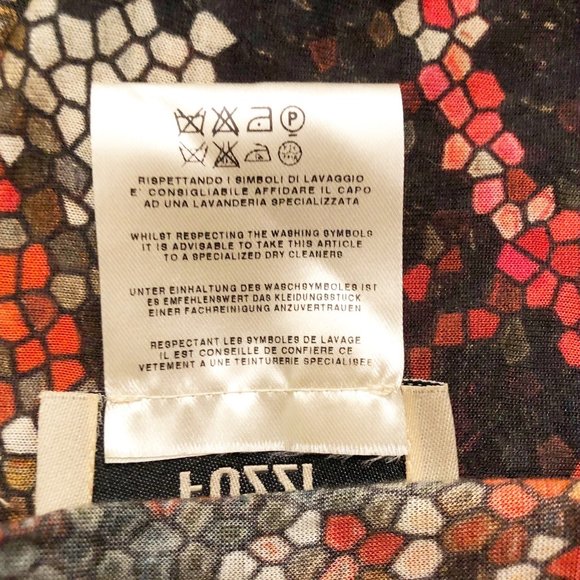 P
RISPETTANDO I SIMBOLI DI LAVAGGIO
E' CONSIGLIABILE AFFIDARE IL CAPO
AD UNA LAVANDERIA SPECIALIZZATA
WHILST RESPECTING THE WASHING SYMBOLS
IT IS ADVISABLE TO TAKE THIS ARTICLE
TO A SPECIALIZED DRY CLEANERS
UNTER EINHALTUNG DES WASCHSYMBOLES IST
ES EMFEHLENSWERT DAS KLEIDUNGSSTÜCK
EINER FACHREINIGUNG ANZUVERTRAUEN
RESPECTANT LES SYMBOLES DE LAVAGE
IL EST CONSEILLE DE CONFIERE CE
VETEMENT A UNE TEINTURERIE SPECIALISEE
FUZZI